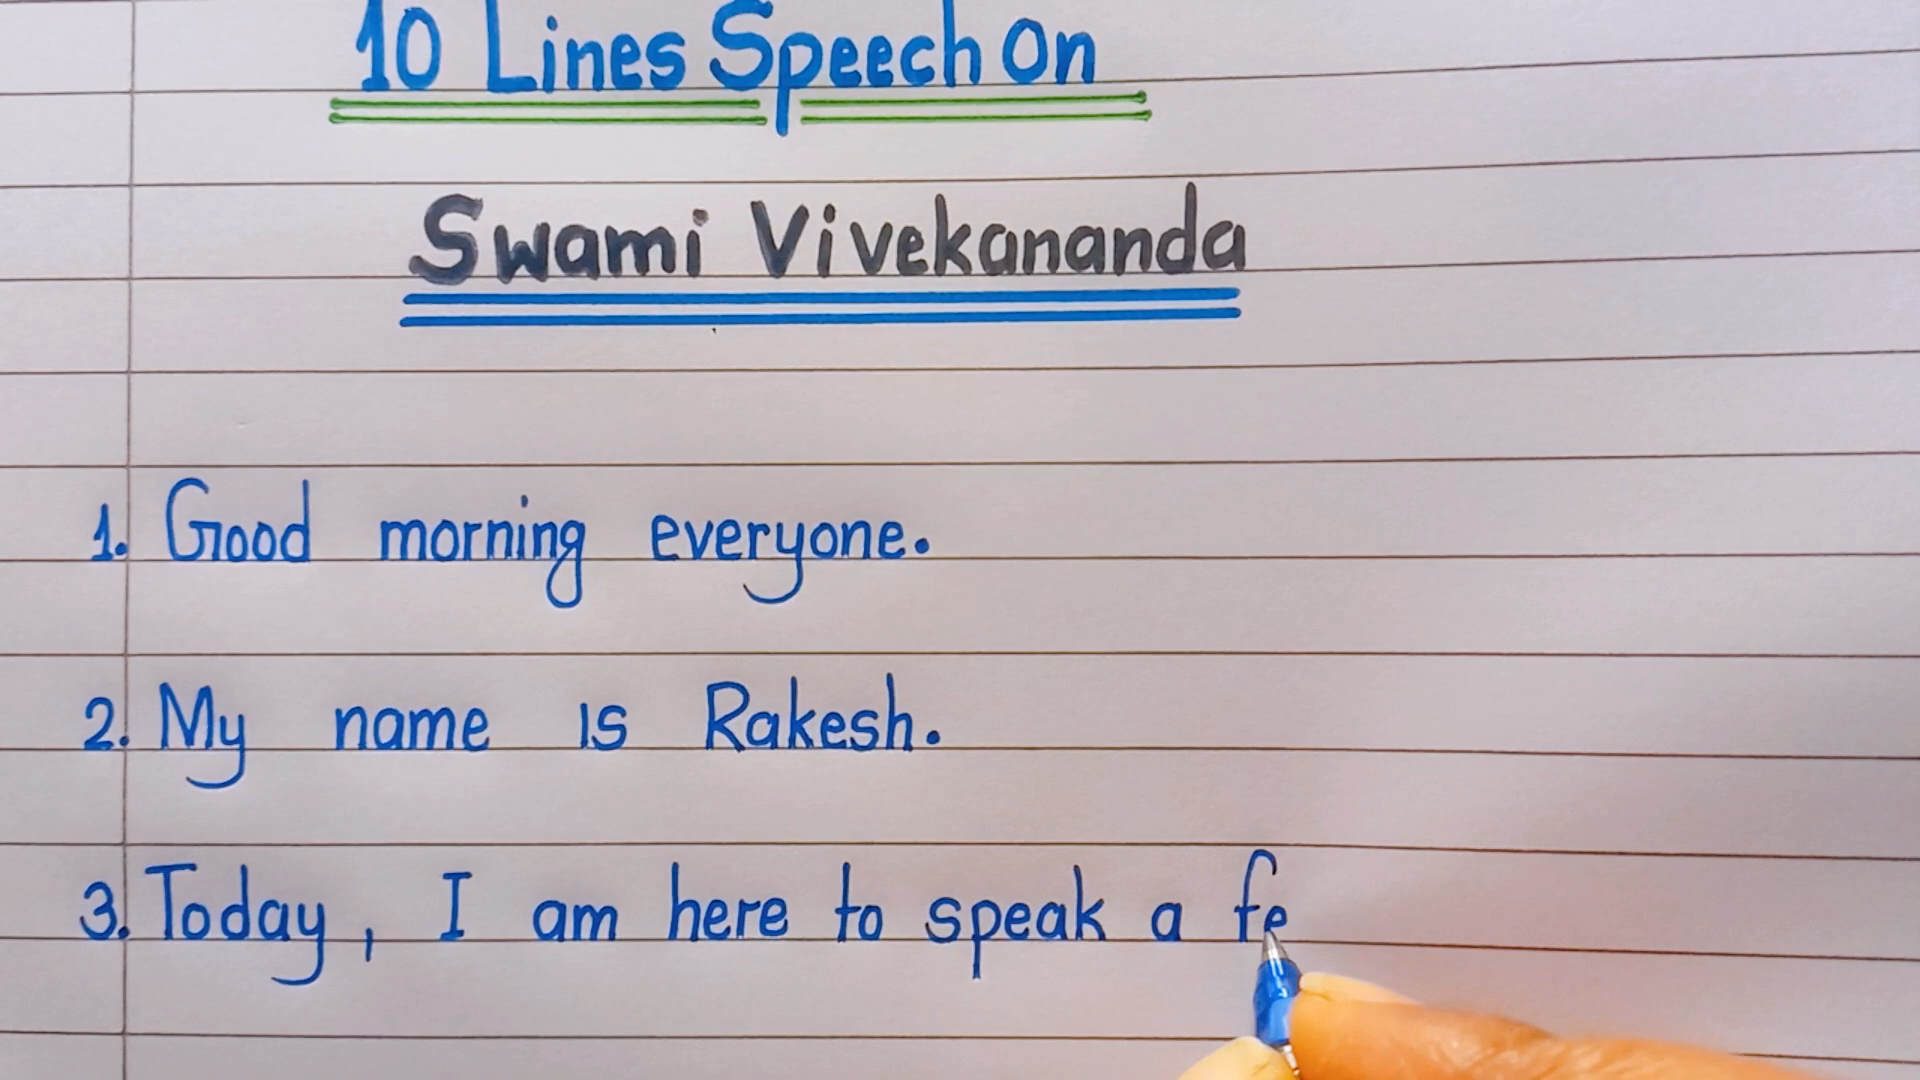 10 Lines Speech On
Swami Vivekananda
1. Good morning everyone.
2. My name is Rakesh.
3. Today, I am here to speak a fe